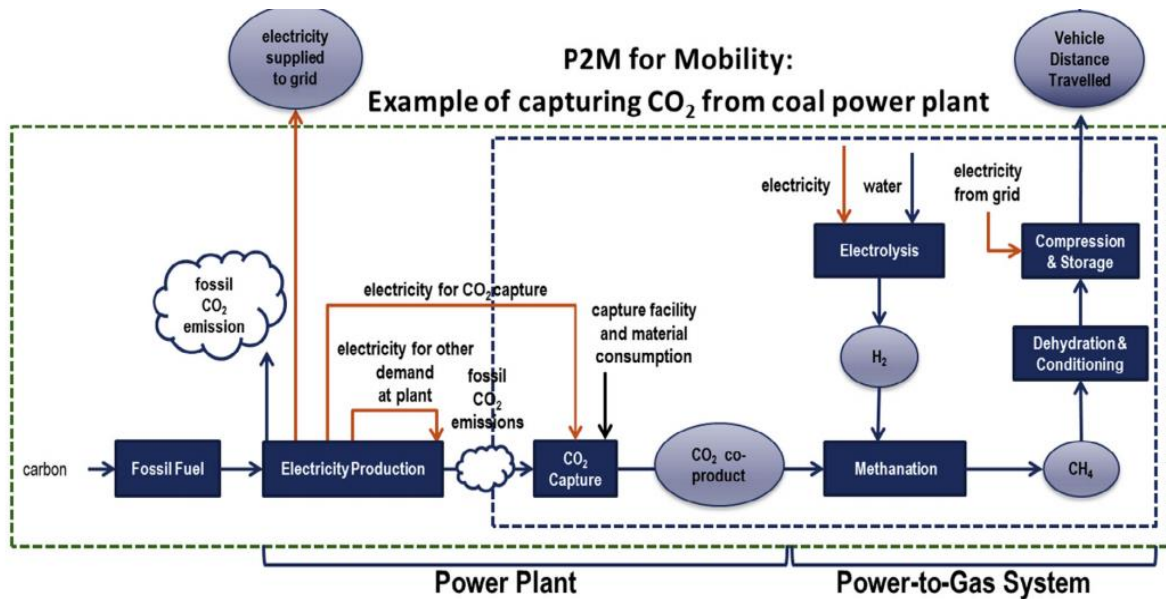 electricity
supplied
to grid
P2M for Mobility:
Example of capturing CO₂ from coal power plant
Vehicle
Distance
Travelled
electricity
water
electricity
from grid
Electrolysis
Compression
& Storage
fossil
CO₂
emission
electricity for CO₂ capture
capture facility
and material
consumption
electricity for other
demand
at plant
fossil
CO₂
emissions
H₂
Dehydration &
Conditioning
carbon
Fossil Fuel
Electricity Production
CO₂
Capture
CO₂ co-
product
Methanation
CH₄
Power Plant
Power-to-Gas System